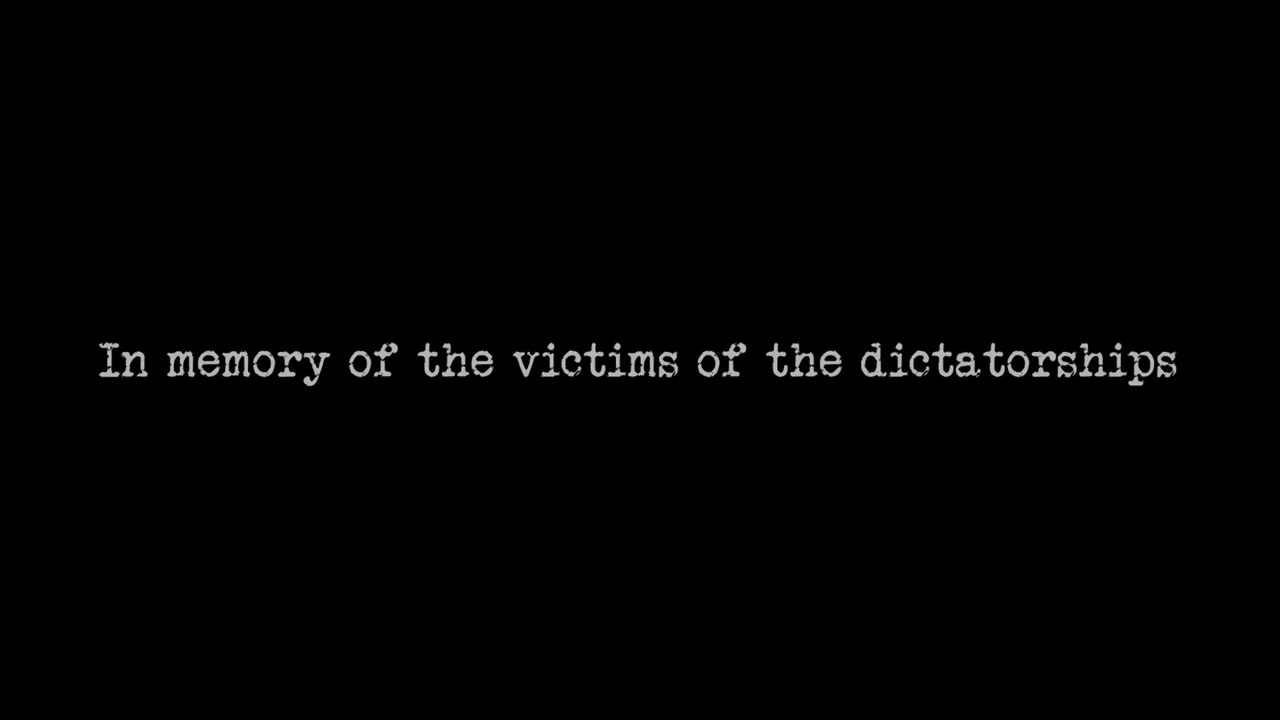 In memory of the victims of the dictatorships